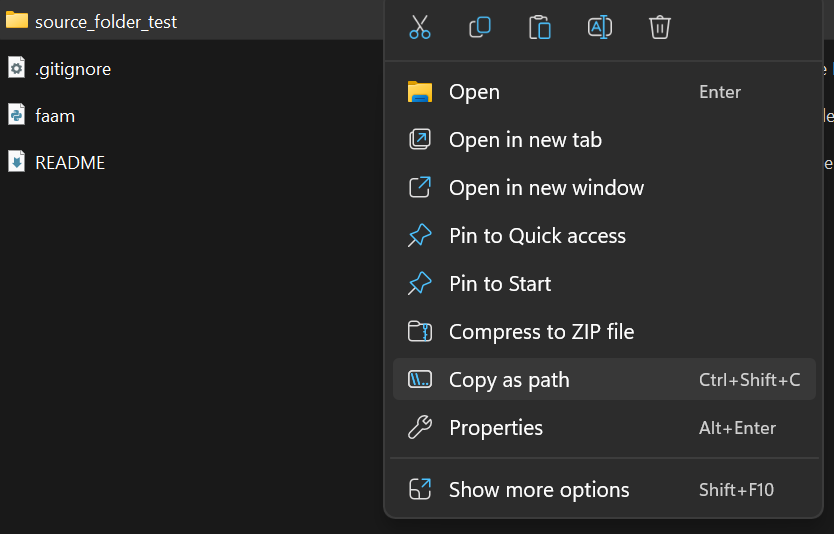 source_folder_test
.gitignore
faam
README
Open Enter
Open in new tab
Open in new window
Pin to Quick access
Pin to Start
Compress to ZIP file
Copy as path Ctrl+Shift+C
Properties Alt+Enter
Show more options Shift+F10